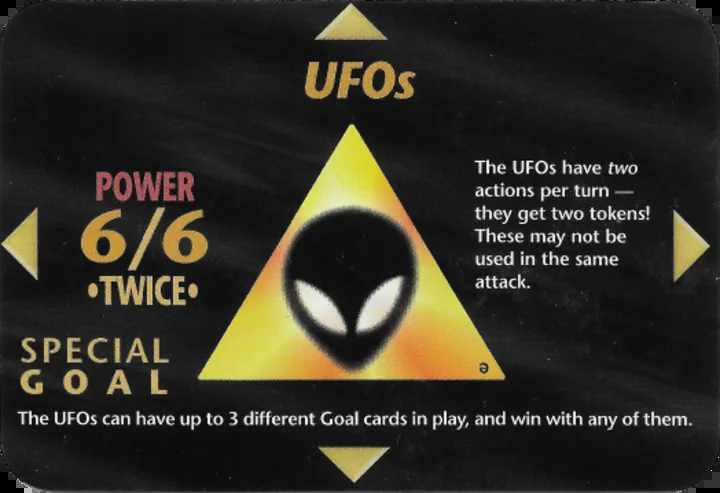 UFOs
POWER
6/6
•TWICE•
The UFOs have two
actions per turn —
they get two tokens!
These may not be
used in the same
attack.
SPECIAL
GOAL
ə
The UFOs can have up to 3 different Goal cards in play, and win with any of them.